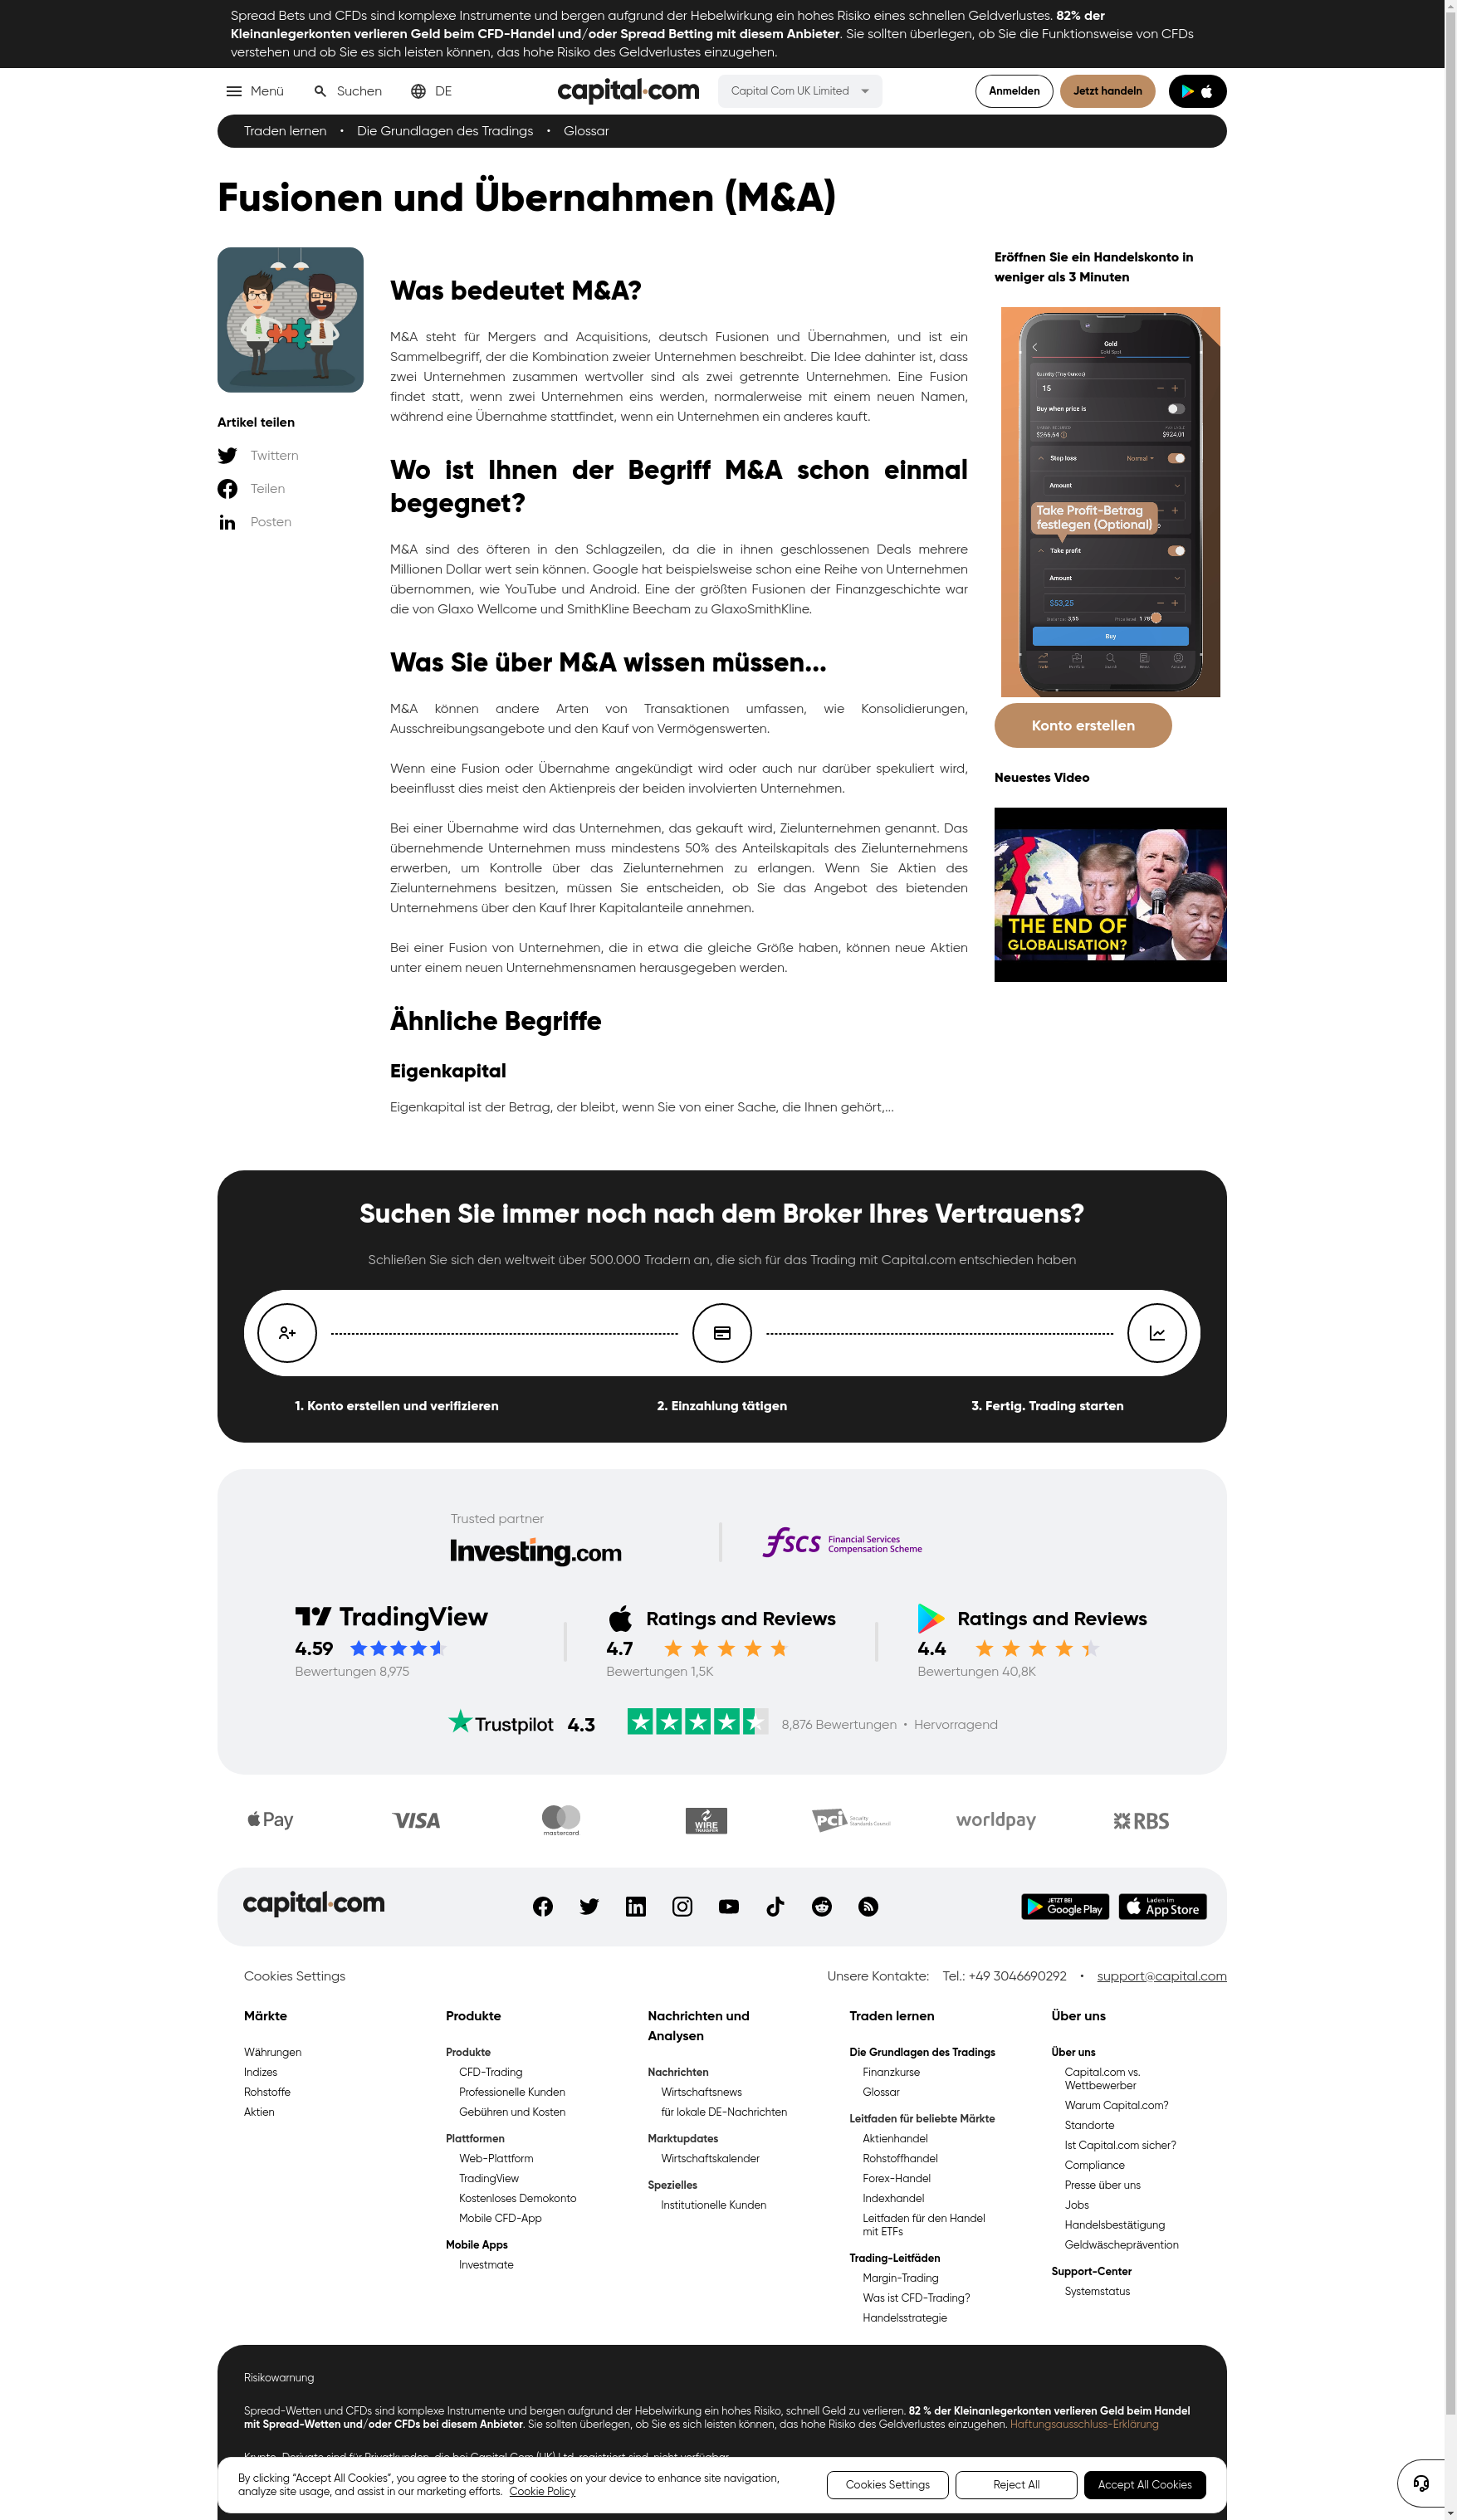 Spread Bets und CFDs sind komplexe Instrumente und bergen aufgrund der Hebelwirkung ein hohes Risiko eines schnellen Geldverlustes. 82% der
Kleinanlegerkonten verlieren Geld beim CFD-Handel und/oder Spread Betting mit diesem Anbieter. Sie sollten überlegen, ob Sie die Funktionsweise von CFDs
verstehen und ob Sie es sich leisten können, das hohe Risiko des Geldverlustes einzugehen.
Menü Suchen DE capital.com Capital Com UK Limited Anmelden Jetzt handeln
Traden lernen • Die Grundlagen des Tradings • Glossar
Fusionen und Übernahmen (M&A)
Artikel teilen
Twittern
Teilen
Posten
Was bedeutet M&A?
M&A steht für Mergers and Acquisitions, deutsch Fusionen und Übernahmen, und ist ein
Sammelbegriff, der die Kombination zweier Unternehmen beschreibt. Die Idee dahinter ist, dass
zwei Unternehmen zusammen wertvoller sind als zwei getrennte Unternehmen. Eine Fusion
findet statt, wenn zwei Unternehmen eins werden, normalerweise mit einem neuen Namen,
während eine Übernahme stattfindet, wenn ein Unternehmen ein anderes kauft.
Wo ist Ihnen der Begriff M&A schon einmal
begegnet?
M&A sind des öfteren in den Schlagzeilen, da die in ihnen geschlossenen Deals mehrere
Millionen Dollar wert sein können. Google hat beispielsweise schon eine Reihe von Unternehmen
übernommen, wie YouTube und Android. Eine der größten Fusionen der Finanzgeschichte war
die von Glaxo Wellcome und SmithKline Beecham zu GlaxoSmithKline.
Was Sie über M&A wissen müssen...
M&A können andere Arten von Transaktionen umfassen, wie Konsolidierungen,
Ausschreibungsangebote und den Kauf von Vermögenswerten.
Wenn eine Fusion oder Übernahme angekündigt wird oder auch nur darüber spekuliert wird,
beeinflusst dies meist den Aktienpreis der beiden involvierten Unternehmen.
Bei einer Übernahme wird das Unternehmen, das gekauft wird, Zielunternehmen genannt. Das
übernehmende Unternehmen muss mindestens 50% des Anteilskapitals des Zielunternehmens
erwerben, um Kontrolle über das Zielunternehmen zu erlangen. Wenn Sie Aktien des
Zielunternehmens besitzen, müssen Sie entscheiden, ob Sie das Angebot des bietenden
Unternehmens über den Kauf Ihrer Kapitalanteile annehmen.
Bei einer Fusion von Unternehmen, die in etwa die gleiche Größe haben, können neue Aktien
unter einem neuen Unternehmensnamen herausgegeben werden.
Ähnliche Begriffe
Eigenkapital
Eigenkapital ist der Betrag, der bleibt, wenn Sie von einer Sache, die Ihnen gehört,...
Eröffnen Sie ein Handelskonto in
weniger als 3 Minuten
Gold
Gold Spot
Quantity (Troy Ounces)
15
Buy when price is
$266,64 $924,01
Stop loss Normal
Amount
Take Profit-Betrag
festlegen (Optional)
Take profit
Amount
$53,25
Buy
Konto erstellen
Neuestes Video
THE END OF
GLOBALISATION?
Suchen Sie immer noch nach dem Broker Ihres Vertrauens?
Schließen Sie sich den weltweit über 500.000 Tradern an, die sich für das Trading mit Capital.com entschieden haben
1. Konto erstellen und verifizieren 2. Einzahlung tätigen 3. Fertig. Trading starten
Trusted partner
Investing.com
fscs Financial Services
Compensation Scheme
TradingView
4.59
Bewertungen 8,975
Ratings and Reviews
4.7
Bewertungen 1,5K
Ratings and Reviews
4.4
Bewertungen 40,8K
Trustpilot 4.3 8,876 Bewertungen • Hervorragend
Pay VISA mastercard WIRE TRANSFER PCI Security Standards Council worldpay RBS
capital.com JETZT BEI Google Play Laden im App Store
Cookies Settings Unsere Kontakte: Tel.: +49 3046690292 • support@capital.com
Märkte
Währungen
Indizes
Rohstoffe
Aktien
Produkte
Produkte
CFD-Trading
Professionelle Kunden
Gebühren und Kosten
Plattformen
Web-Plattform
TradingView
Kostenloses Demokonto
Mobile CFD-App
Mobile Apps
Investmate
Nachrichten und
Analysen
Nachrichten
Wirtschaftsnews
für lokale DE-Nachrichten
Marktupdates
Wirtschaftskalender
Spezielles
Institutionelle Kunden
Traden lernen
Die Grundlagen des Tradings
Finanzkurse
Glossar
Leitfaden für beliebte Märkte
Aktienhandel
Rohstoffhandel
Forex-Handel
Indexhandel
Leitfaden für den Handel
mit ETFs
Trading-Leitfäden
Margin-Trading
Was ist CFD-Trading?
Handelsstrategie
Über uns
Über uns
Capital.com vs.
Wettbewerber
Warum Capital.com?
Standorte
Ist Capital.com sicher?
Compliance
Presse über uns
Jobs
Handelsbestätigung
Geldwäscheprävention
Support-Center
Systemstatus
Risikowarnung
Spread-Wetten und CFDs sind komplexe Instrumente und bergen aufgrund der Hebelwirkung ein hohes Risiko, schnell Geld zu verlieren. 82 % der Kleinanlegerkonten verlieren Geld beim Handel
mit Spread-Wetten und/oder CFDs bei diesem Anbieter. Sie sollten überlegen, ob Sie es sich leisten können, das hohe Risiko des Geldverlustes einzugehen. Haftungsausschluss-Erklärung
By clicking "Accept All Cookies", you agree to the storing of cookies on your device to enhance site navigation,
analyze site usage, and assist in our marketing efforts. Cookie Policy
Cookies Settings Reject All Accept All Cookies